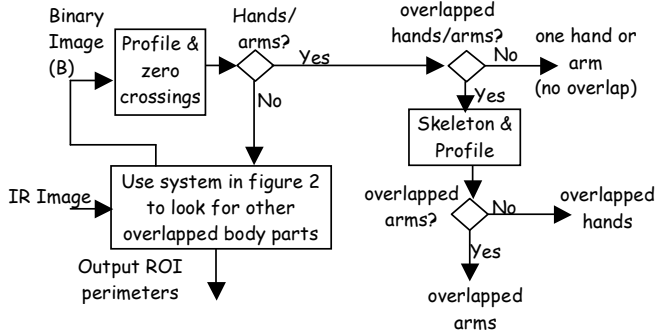 Binary
Image
(B)
Profile &
zero
crossings
Hands/
arms?
Yes
No
overlapped
hands/arms?
No
one hand or
arm
(no overlap)
Yes
Skeleton &
Profile
overlapped
arms?
No
overlapped
hands
Yes
overlapped
arms
IR Image
Use system in figure 2
to look for other
overlapped body parts
Output ROI
perimeters